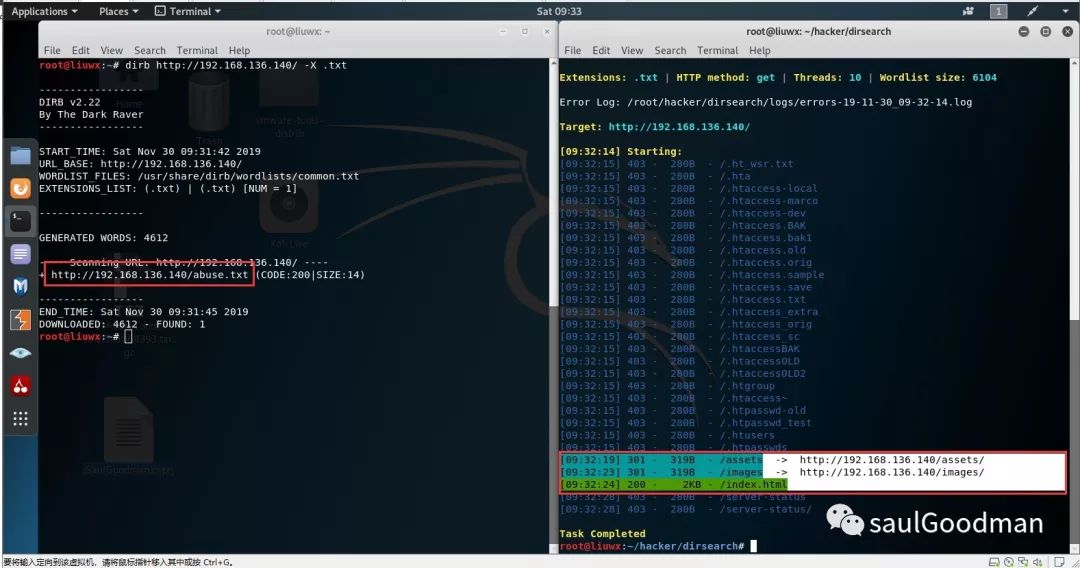 Applications Places Terminal Sat 09:33 1
root@liuwx: ~
File Edit View Search Terminal Help
root@liuwx:~# dirb http://192.168.136.140/ -X .txt
-----------------
DIRB v2.22
By The Dark Raver
-----------------
START_TIME: Sat Nov 30 09:31:42 2019
URL_BASE: http://192.168.136.140/
WORDLIST_FILES: /usr/share/dirb/wordlists/common.txt
EXTENSIONS_LIST: (.txt) | (.txt) [NUM = 1]
-----------------
GENERATED WORDS: 4612
Scanning URL: http://192.168.136.140/ ----
+ http://192.168.136.140/abuse.txt (CODE:200|SIZE:14)
-----------------
END_TIME: Sat Nov 30 09:31:45 2019
DOWNLOADED: 4612 - FOUND: 1
root@liuwx:~#
Home
Trash
vmware-tools-distrib
Kali Live
root@liuwx: ~/hacker/dirsearch
File Edit View Search Terminal Help
Extensions: .txt | HTTP method: get | Threads: 10 | Wordlist size: 6104
Error Log: /root/hacker/dirsearch/logs/errors-19-11-30_09-32-14.log
Target: http://192.168.136.140/
[09:32:14] Starting:
[09:32:15] 403 - 280B - /.ht_wsr.txt
[09:32:15] 403 - 280B - /.hta
[09:32:15] 403 - 280B - /.htaccess-local
[09:32:15] 403 - 280B - /.htaccess-marco
[09:32:15] 403 - 280B - /.htaccess-dev
[09:32:15] 403 - 280B - /.htaccess.BAK
[09:32:15] 403 - 280B - /.htaccess.bak1
[09:32:15] 403 - 280B - /.htaccess.old
[09:32:15] 403 - 280B - /.htaccess.orig
[09:32:15] 403 - 280B - /.htaccess.sample
[09:32:15] 403 - 280B - /.htaccess.save
[09:32:15] 403 - 280B - /.htaccess.txt
[09:32:15] 403 - 280B - /.htaccess_extra
[09:32:15] 403 - 280B - /.htaccess_orig
[09:32:15] 403 - 280B - /.htaccess_sc
[09:32:15] 403 - 280B - /.htaccessBAK
[09:32:15] 403 - 280B - /.htaccessOLD
[09:32:15] 403 - 280B - /.htaccessOLD2
[09:32:15] 403 - 280B - /.htgroup
[09:32:15] 403 - 280B - /.htaccess~
[09:32:15] 403 - 280B - /.htpasswd-old
[09:32:15] 403 - 280B - /.htpasswd_test
[09:32:15] 403 - 280B - /.htusers
[09:32:15] 403 - 280B - /.htpasswds
[09:32:19] 301 - 319B - /assets -> http://192.168.136.140/assets/
[09:32:23] 301 - 319B - /images -> http://192.168.136.140/images/
[09:32:24] 200 - 2KB - /index.html
[09:32:28] 403 - 280B - /server-status
[09:32:28] 403 - 280B - /server-status/
Task Completed
root@liuwx:~/hacker/dirsearch#
saulGoodman
要将输入定向到该虚拟机，请将鼠标指针移入其中或按 Ctrl+G。